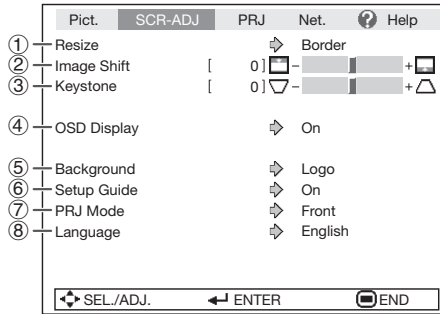 Pict. SCR-ADJ PRJ Net. ? Help
① Resize Border
② Image Shift [ 0 ] - +
③ Keystone [ 0 ] - +
④ OSD Display On
⑤ Background Logo
⑥ Setup Guide On
⑦ PRJ Mode Front
⑧ Language English
SEL./ADJ. ENTER END